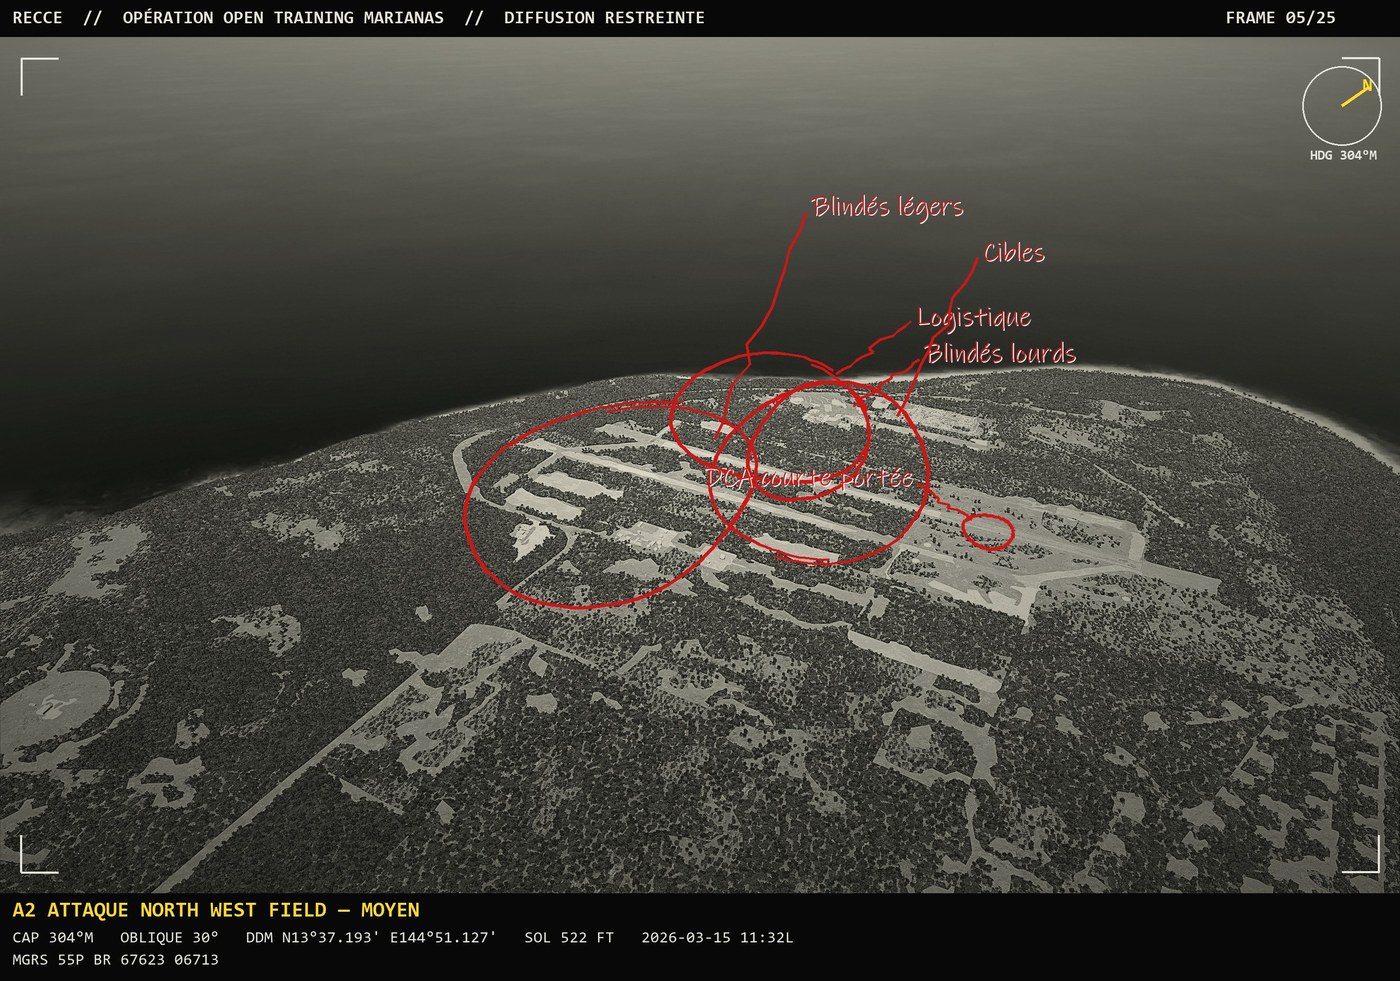 RECCE // OPÉRATION OPEN TRAINING MARIANAS // DIFFUSION RESTREINTE
FRAME 05/25
N
HDG 304°M
Blindés légers
Cibles
Logistique
Blindés lourds
DCA courte portée
A2 ATTAQUE NORTH WEST FIELD — MOYEN
CAP 304°M OBLIQUE 30° DDM N13°37.193' E144°51.127' SOL 522 FT 2026-03-15 11:32L
MGRS 55P BR 67623 06713